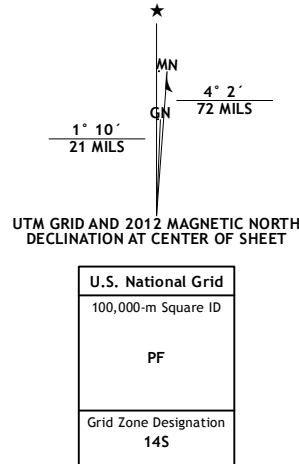 ★
MN
GN
4° 2´
72 MILS
1° 10´
21 MILS
UTM GRID AND 2012 MAGNETIC NORTH
DECLINATION AT CENTER OF SHEET
U.S. National Grid
100,000-m Square ID
PF
Grid Zone Designation
14S